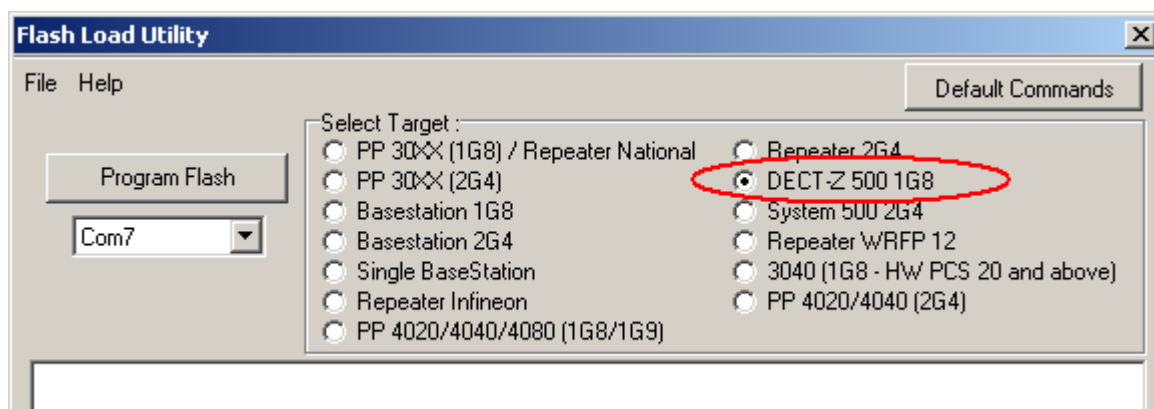 Flash Load Utility
File Help
Default Commands
Select Target :
Program Flash
Com7
PP 30XX (1G8) / Repeater National
PP 30XX (2G4)
Basestation 1G8
Basestation 2G4
Single BaseStation
Repeater Infineon
PP 4020/4040/4080 (1G8/1G9)
Repeater 2G4
DECT-Z 500 1G8
System 500 2G4
Repeater WRFP 12
3040 (1G8 - HW PCS 20 and above)
PP 4020/4040 (2G4)